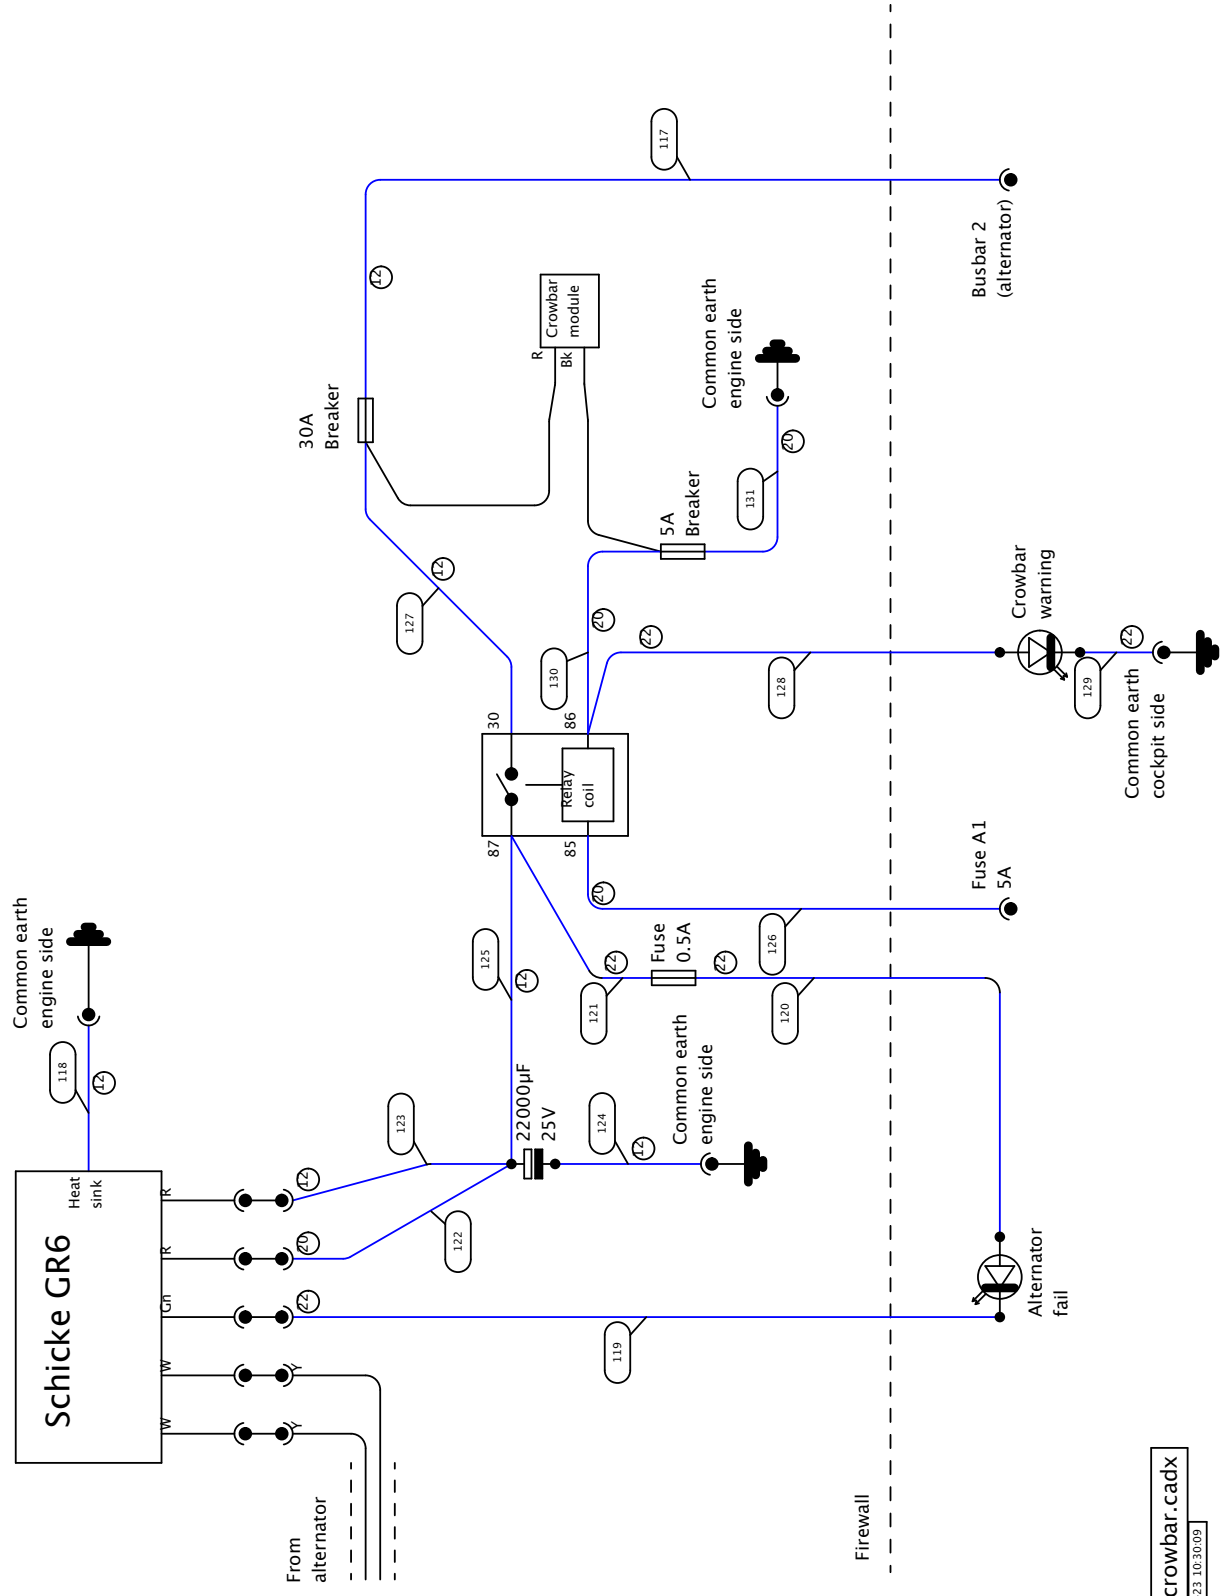 Schicke GR6
Heat
sink
R
R
Gn
W
W
Y
Y
12
20
22
From
alternator
Common earth
engine side
118
12
123
122
119
22000µF
25V
124
12
Common earth
engine side
125
12
121
22
Fuse
0.5A
22
120
126
20
Fuse A1
5A
Alternator
fail
87
85
30
86
Relay
coil
127
12
30A
Breaker
12
117
Crowbar
module
R
Bk
130
20
22
128
5A
Breaker
131
20
Common earth
engine side
Busbar 2
(alternator)
Crowbar
warning
129
22
Common earth
cockpit side
Firewall
crowbar.cadx
23 10:30:09